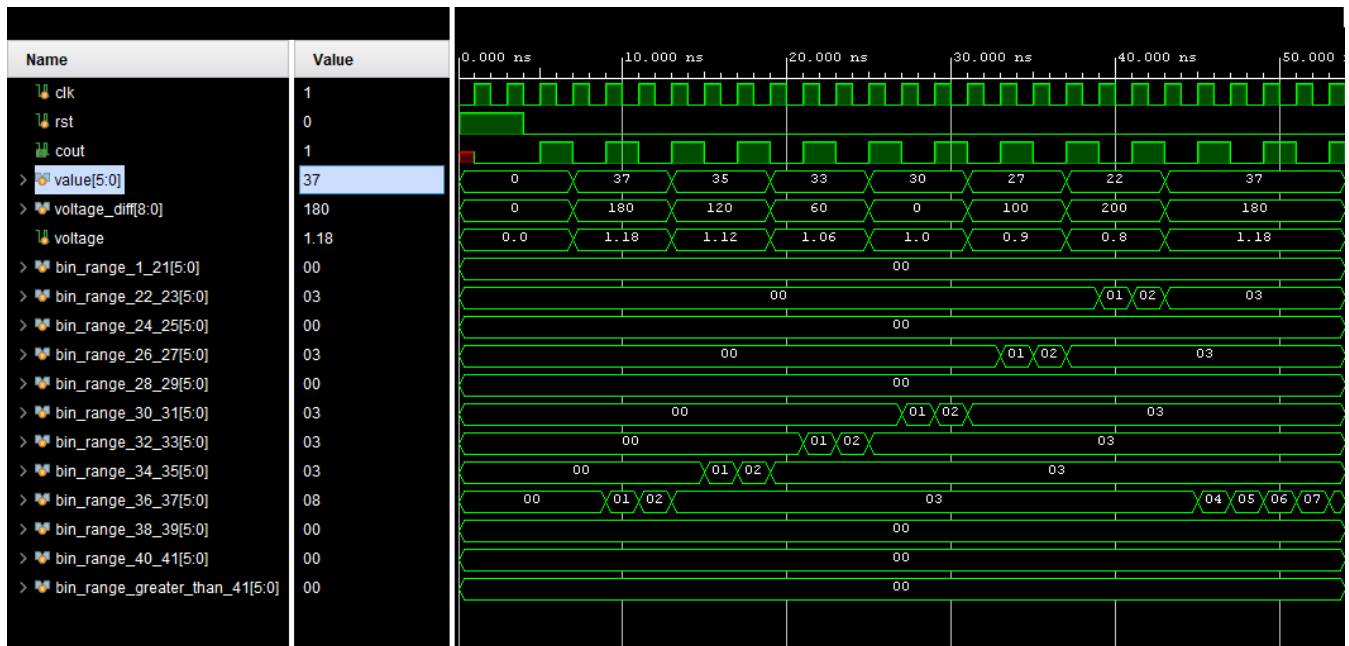 Name Value 0.000 ns 10.000 ns 20.000 ns 30.000 ns 40.000 ns 50.000
clk 1
rst 0
cout 1
value[5:0] 37 0 37 35 33 30 27 22 37
voltage_diff[8:0] 180 0 180 120 60 0 100 200 180
voltage 1.18 0.0 1.18 1.12 1.06 1.0 0.9 0.8 1.18
bin_range_1_21[5:0] 00 00
bin_range_22_23[5:0] 03 00 01 02 03
bin_range_24_25[5:0] 00 00
bin_range_26_27[5:0] 03 00 01 02 03
bin_range_28_29[5:0] 00 00
bin_range_30_31[5:0] 03 00 01 02 03
bin_range_32_33[5:0] 03 00 01 02 03
bin_range_34_35[5:0] 03 00 01 02 03
bin_range_36_37[5:0] 08 00 01 02 03 04 05 06 07
bin_range_38_39[5:0] 00 00
bin_range_40_41[5:0] 00 00
bin_range_greater_than_41[5:0] 00 00